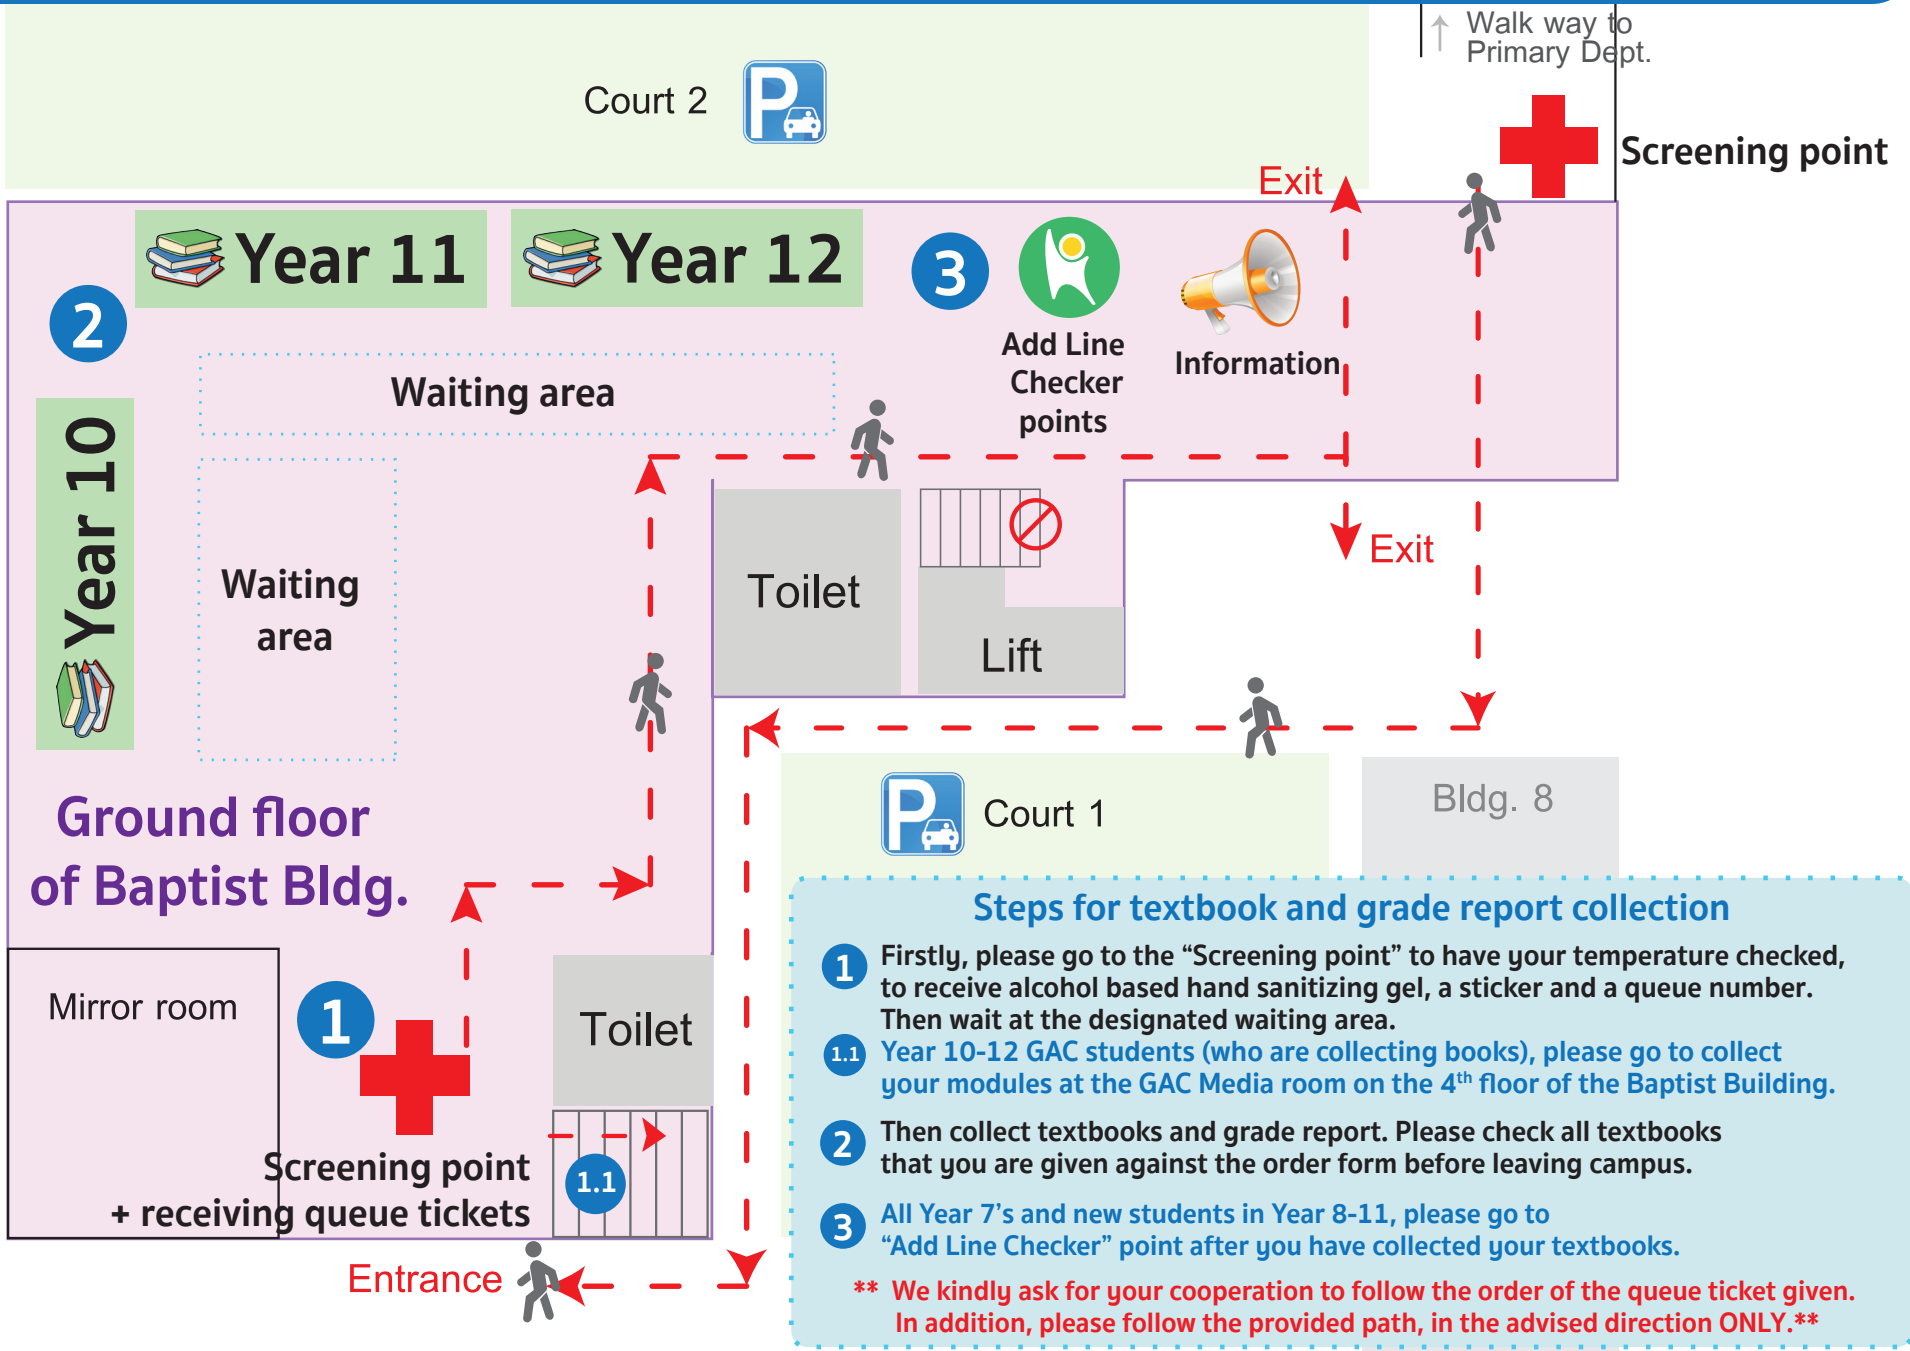 Walk way to
Primary Dept.
Court 2
P
Screening point
Exit
Year 11
Year 12
3
2
Add Line
Checker
points
Information
Waiting area
Year 10
Waiting
area
Toilet
Lift
Exit
Ground floor
of Baptist Bldg.
P
Court 1
Bldg. 8
Mirror room
1
Toilet
Screening point
+ receiving queue tickets
1.1
Entrance
Steps for textbook and grade report collection
1 Firstly, please go to the “Screening point” to have your temperature checked,
to receive alcohol based hand sanitizing gel, a sticker and a queue number.
Then wait at the designated waiting area.
1.1 Year 10-12 GAC students (who are collecting books), please go to collect
your modules at the GAC Media room on the 4th floor of the Baptist Building.
2 Then collect textbooks and grade report. Please check all textbooks
that you are given against the order form before leaving campus.
3 All Year 7’s and new students in Year 8-11, please go to
“Add Line Checker” point after you have collected your textbooks.
** We kindly ask for your cooperation to follow the order of the queue ticket given.
In addition, please follow the provided path, in the advised direction ONLY.**